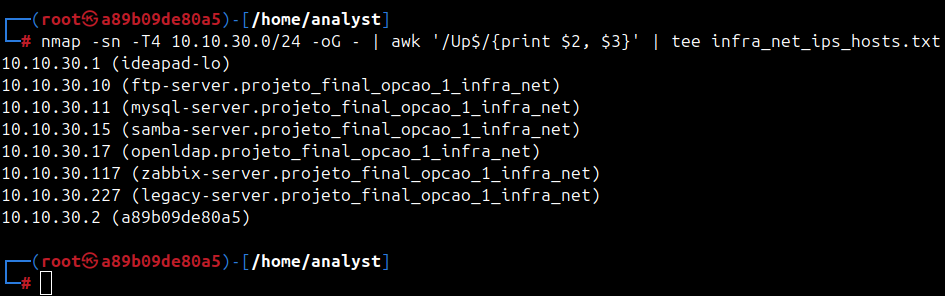 ┌──(root㉿a89b09de80a5)-[/home/analyst]
└─# nmap -sn -T4 10.10.30.0/24 -oG - | awk '/Up$/{print $2, $3}' | tee infra_net_ips_hosts.txt
10.10.30.1 (ideapad-lo)
10.10.30.10 (ftp-server.projeto_final_opcao_1_infra_net)
10.10.30.11 (mysql-server.projeto_final_opcao_1_infra_net)
10.10.30.15 (samba-server.projeto_final_opcao_1_infra_net)
10.10.30.17 (openldap.projeto_final_opcao_1_infra_net)
10.10.30.117 (zabbix-server.projeto_final_opcao_1_infra_net)
10.10.30.227 (legacy-server.projeto_final_opcao_1_infra_net)
10.10.30.2 (a89b09de80a5)
┌──(root㉿a89b09de80a5)-[/home/analyst]
└─#